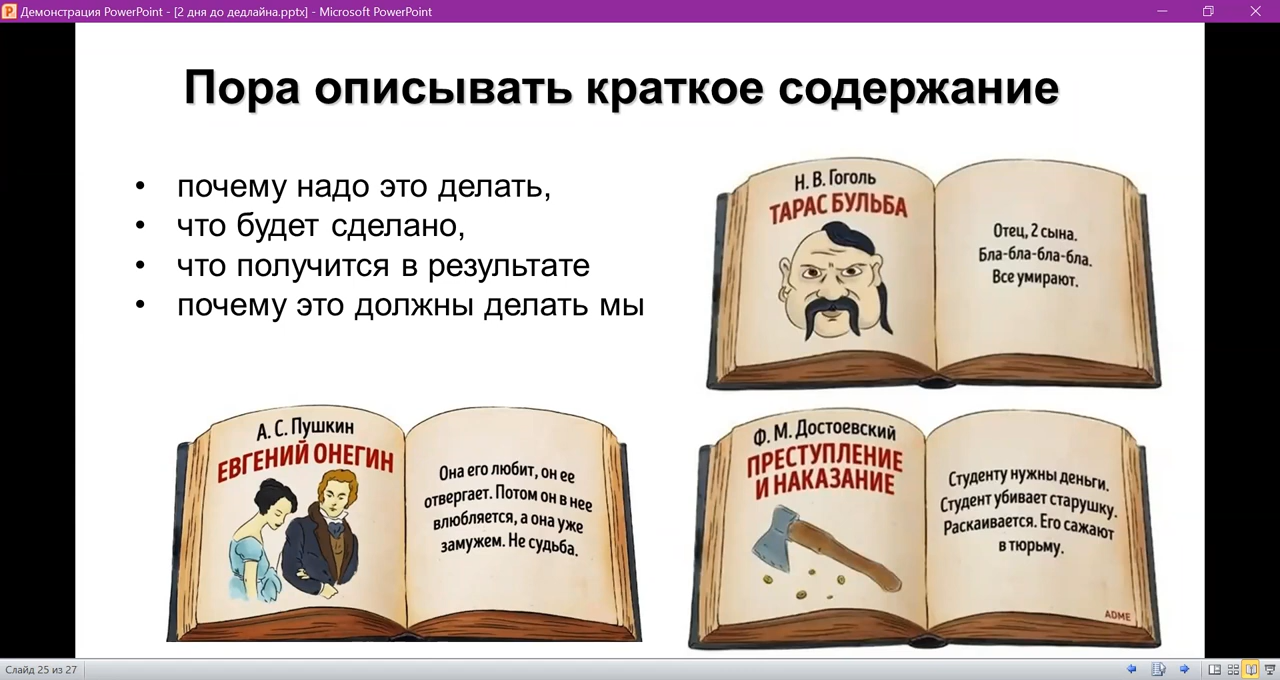 Демонстрация PowerPoint - [2 дня до дедлайна.pptx] - Microsoft PowerPoint
Пора описывать краткое содержание
• почему надо это делать,
• что будет сделано,
• что получится в результате
• почему это должны делать мы
Н. В. Гоголь
ТАРАС БУЛЬБА
Отец, 2 сына.
Бла-бла-бла-бла.
Все умирают.
А. С. Пушкин
ЕВГЕНИЙ ОНЕГИН
Она его любит, он ее
отвергает. Потом он в нее
влюбляется, а она уже
замужем. Не судьба.
Ф. М. Достоевский
ПРЕСТУПЛЕНИЕ
И НАКАЗАНИЕ
Студенту нужны деньги.
Студент убивает старушку.
Раскаивается. Его сажают
в тюрьму.
ADME
Слайд 25 из 27